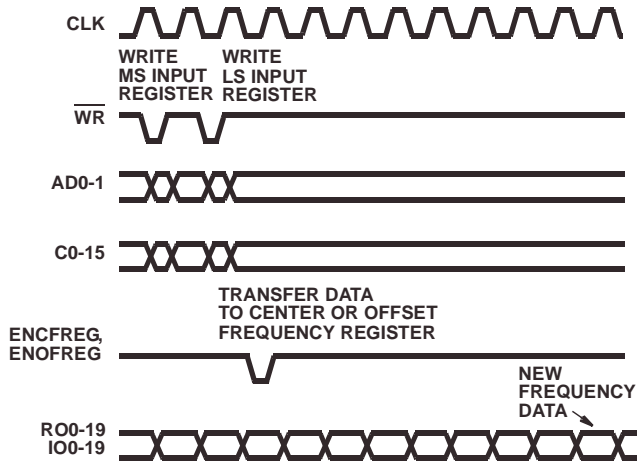 CLK
WRITE
MS INPUT
REGISTER
WRITE
LS INPUT
REGISTER
WR
AD0-1
C0-15
TRANSFER DATA
TO CENTER OR OFFSET
FREQUENCY REGISTER
ENCFREG,
ENOFREG
NEW
FREQUENCY
DATA
RO0-19
IO0-19